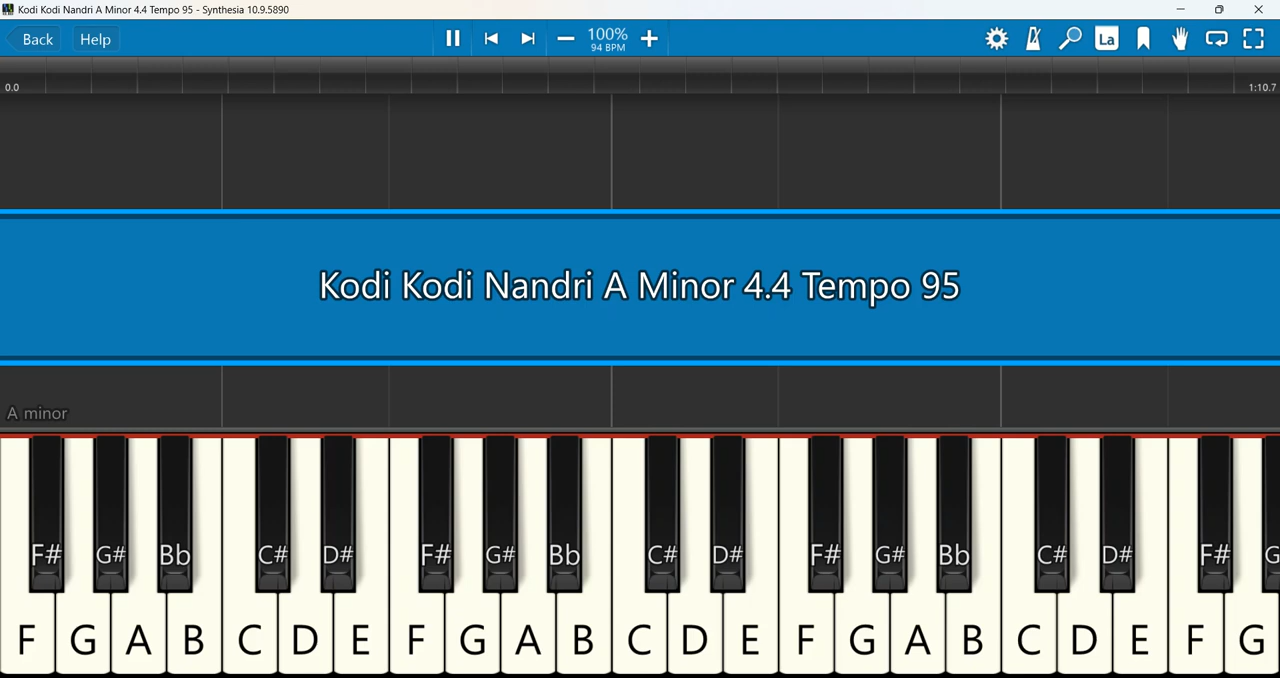 Kodi Kodi Nandri A Minor 4.4 Tempo 95 - Synthesia 10.9.5890
Back Help 100% La
94 BPM
0.0 1:10.7
Kodi Kodi Nandri A Minor 4.4 Tempo 95
A minor
F# G# Bb C# D# F# G# Bb C# D# F# G# Bb C# D# F# G
F G A B C D E F G A B C D E F G A B C D E F G